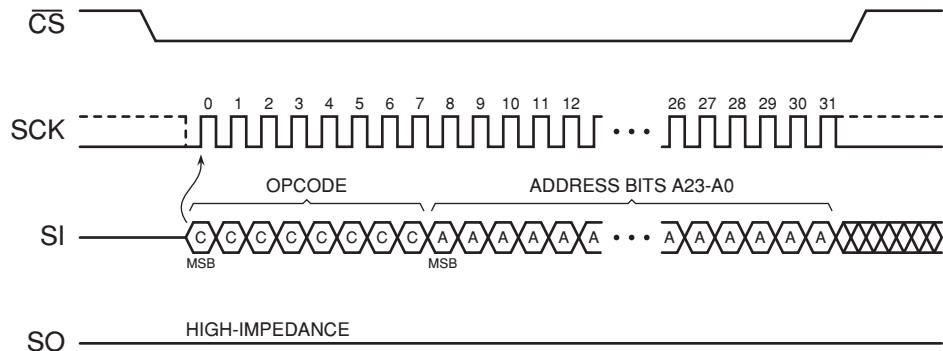 CS
0 1 2 3 4 5 6 7 8 9 10 11 12 26 27 28 29 30 31
SCK
OPCODE ADDRESS BITS A23-A0
SI C C C C C C C C A A A A A A A A A A A A
MSB MSB
HIGH-IMPEDANCE
SO